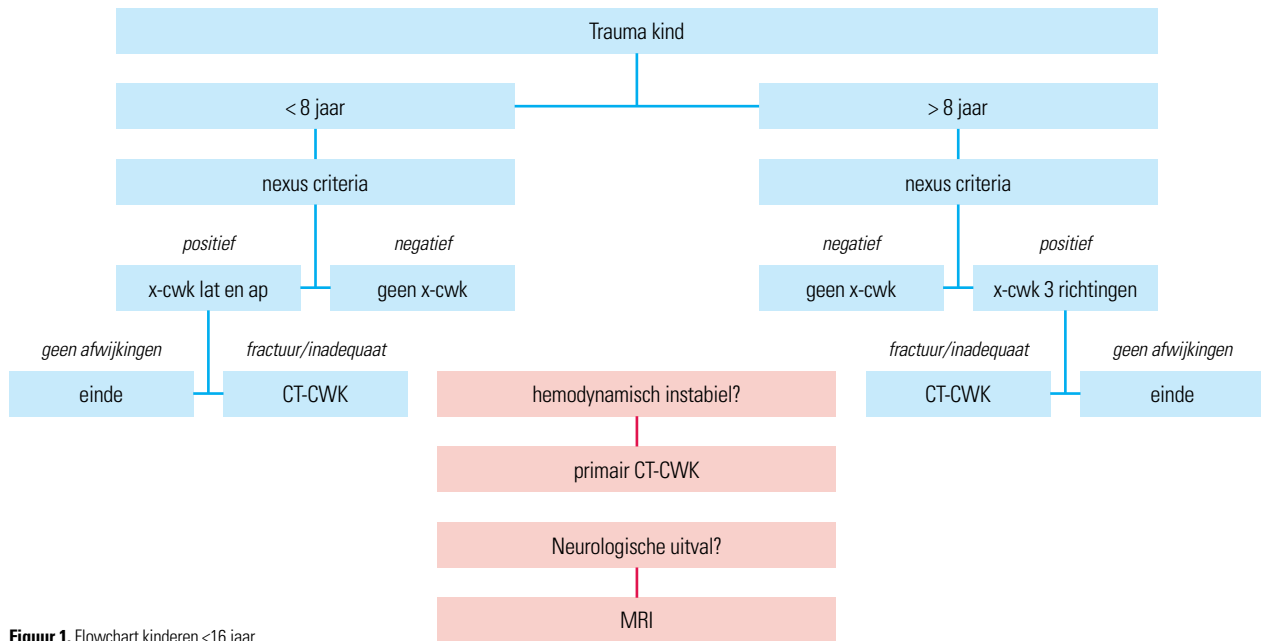 Trauma kind
< 8 jaar
> 8 jaar
nexus criteria
nexus criteria
positief
negatief
negatief
positief
x-cwk lat en ap
geen x-cwk
geen x-cwk
x-cwk 3 richtingen
geen afwijkingen
fractuur/inadequaat
fractuur/inadequaat
geen afwijkingen
einde
CT-CWK
hemodynamisch instabiel?
CT-CWK
einde
primair CT-CWK
Neurologische uitval?
MRI
Figuur 1. Flowchart kinderen <16 jaar